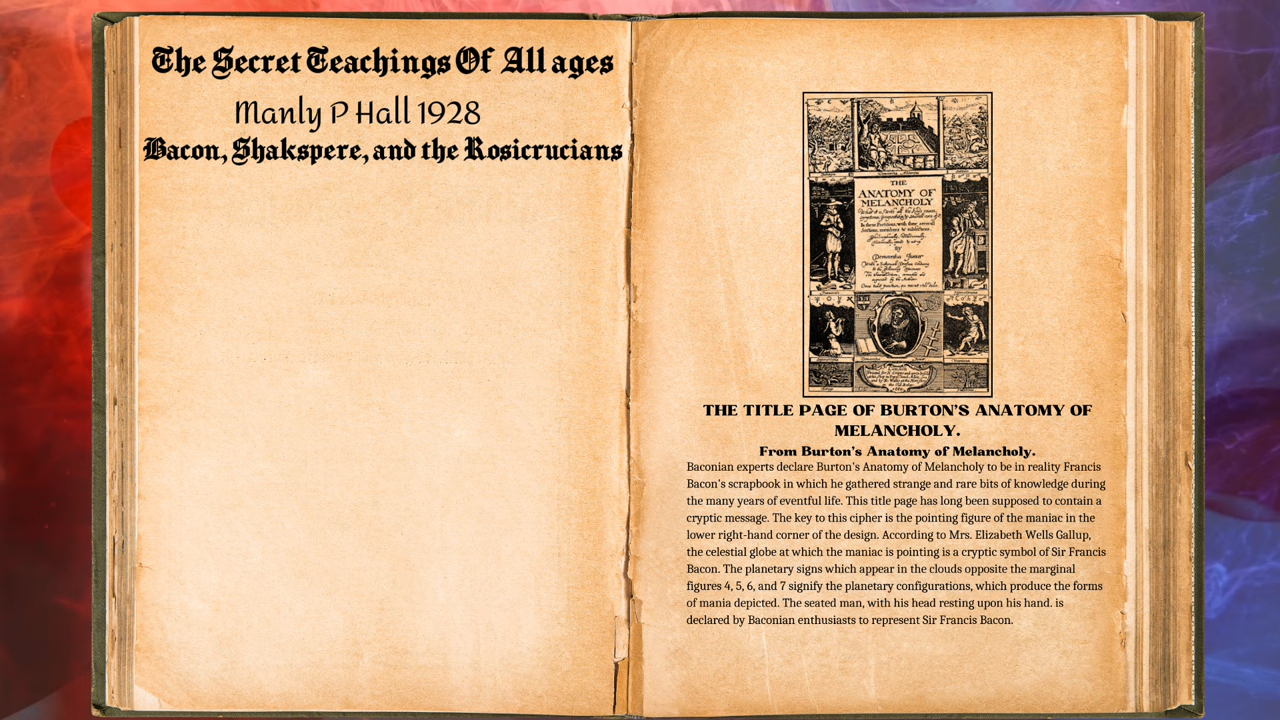 The Secret Teachings Of All ages
Manly P Hall 1928
Bacon, Shakspere, and the Rosicrucians
THE
ANATOMY OF
MELANCHOLY
By
Democritus Junior
THE TITLE PAGE OF BURTON'S ANATOMY OF
MELANCHOLY.
From Burton's Anatomy of Melancholy.
Baconian experts declare Burton's Anatomy of Melancholy to be in reality Francis
Bacon's scrapbook in which he gathered strange and rare bits of knowledge during
the many years of eventful life. This title page has long been supposed to contain a
cryptic message. The key to this cipher is the pointing figure of the maniac in the
lower right-hand corner of the design. According to Mrs. Elizabeth Wells Gallup,
the celestial globe at which the maniac is pointing is a cryptic symbol of Sir Francis
Bacon. The planetary signs which appear in the clouds opposite the marginal
figures 4, 5, 6, and 7 signify the planetary configurations, which produce the forms
of mania depicted. The seated man, with his head resting upon his hand. is
declared by Baconian enthusiasts to represent Sir Francis Bacon.